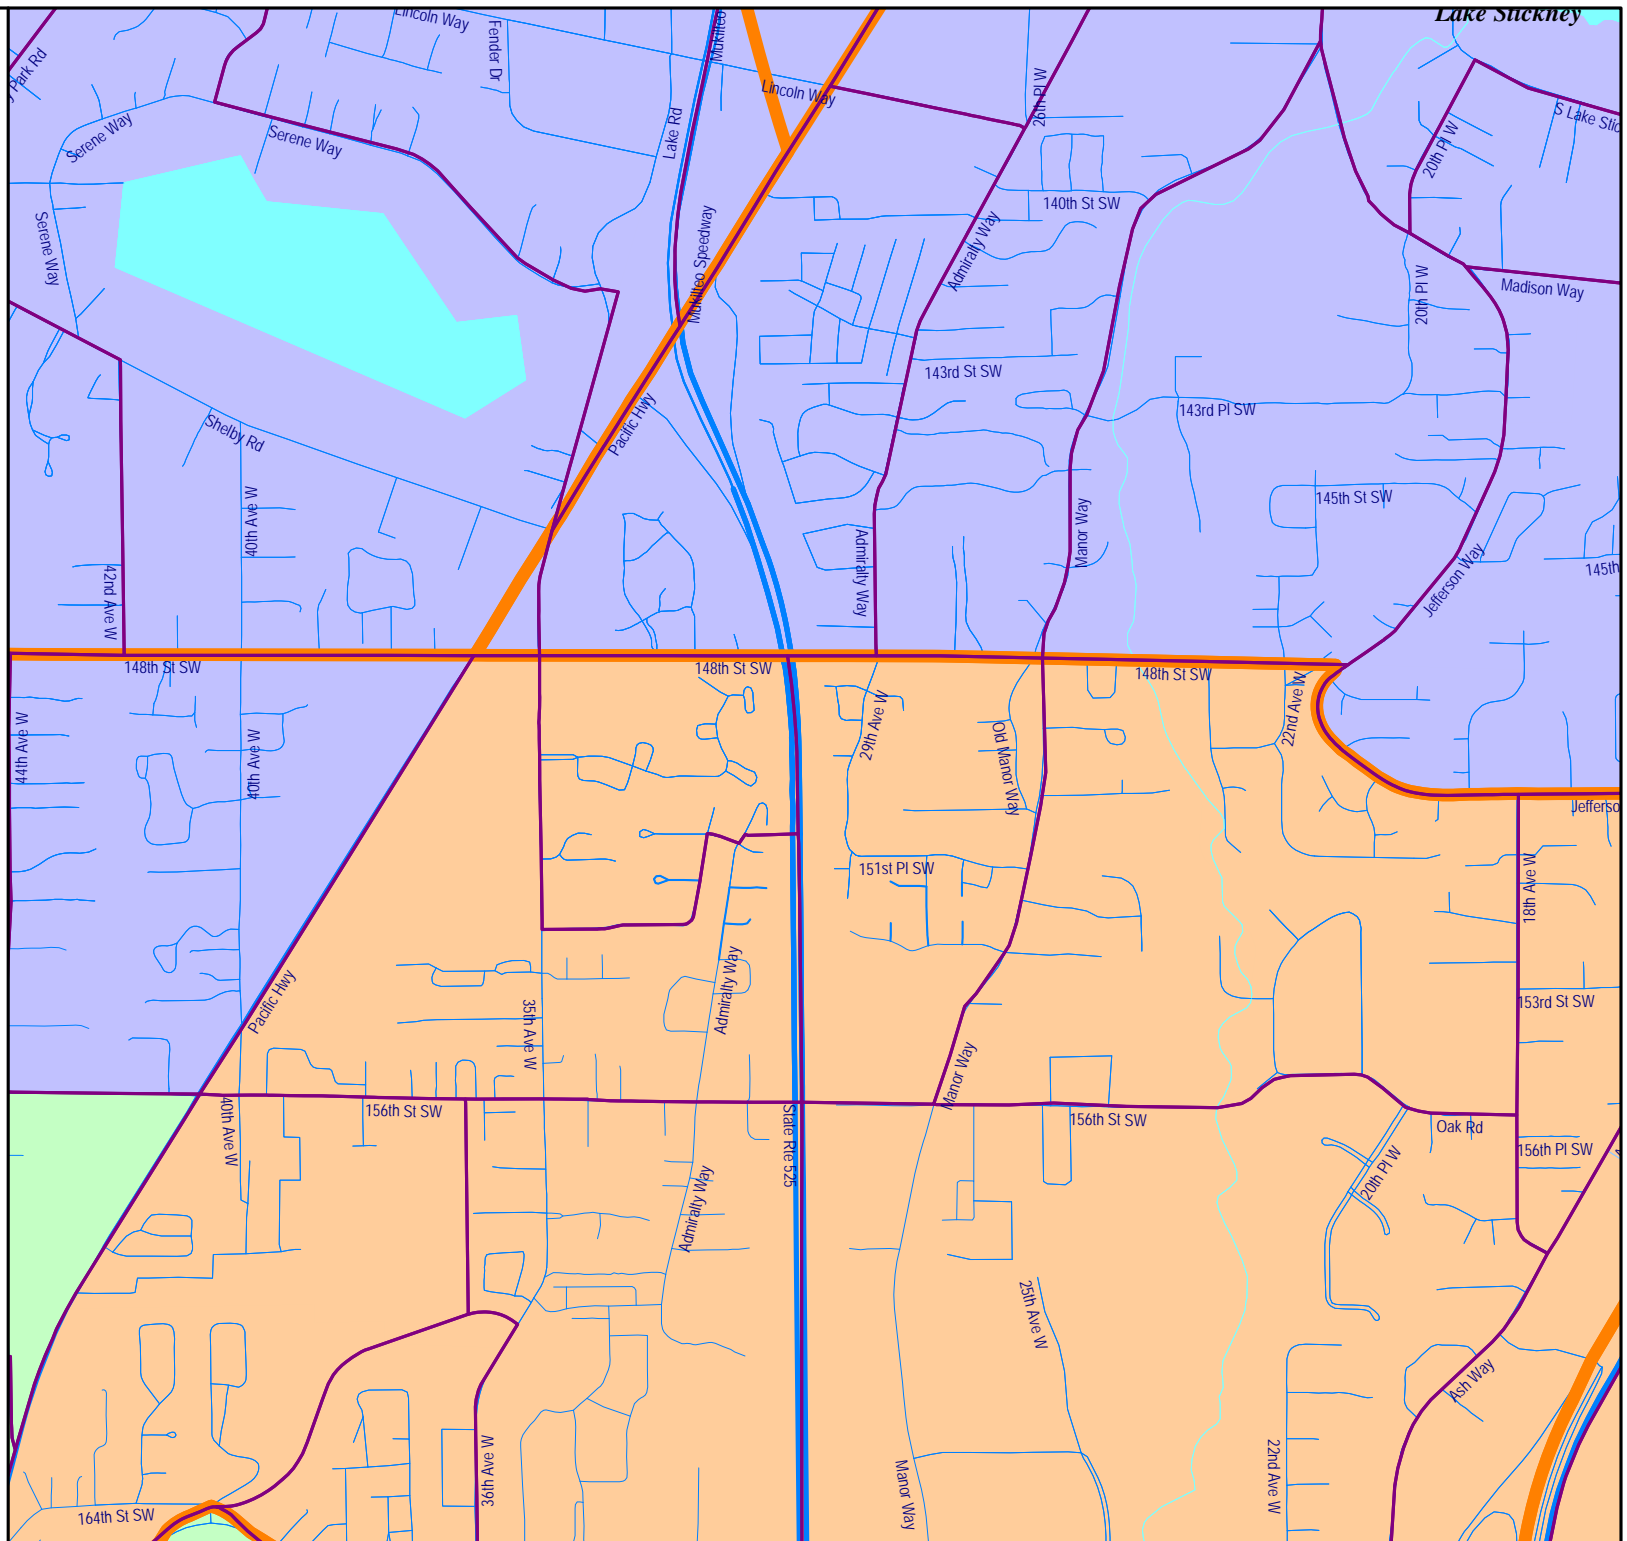 Lake Stickney
Lincoln Way
Fender Dr
Mukilteo
Park Rd
Lincoln Way
26th Pl W
S Lake Stic
Lake Rd
Serene Way
Serene Way
20th Pl W
140th St SW
Serene Way
Mukilteo Speedway
Admiralty Way
20th Pl W
Madison Way
143rd St SW
143rd Pl SW
Pacific Hwy
Shelby Rd
40th Ave W
145th St SW
Manor Way
Admiralty Way
42nd Ave W
Jefferson Way
145th
148th St SW
148th St SW
148th St SW
22nd Ave W
44th Ave W
40th Ave W
29th Ave W
Old Manor Way
Jefferso
151st Pl SW
18th Ave W
Pacific Hwy
35th Ave W
Admiralty Way
153rd St SW
Manor Way
40th Ave W
156th St SW
State Rte 525
156th St SW
Oak Rd
156th Pl SW
20th Pl W
Admiralty Way
25th Ave W
Ash Way
36th Ave W
Manor Way
22nd Ave W
164th St SW